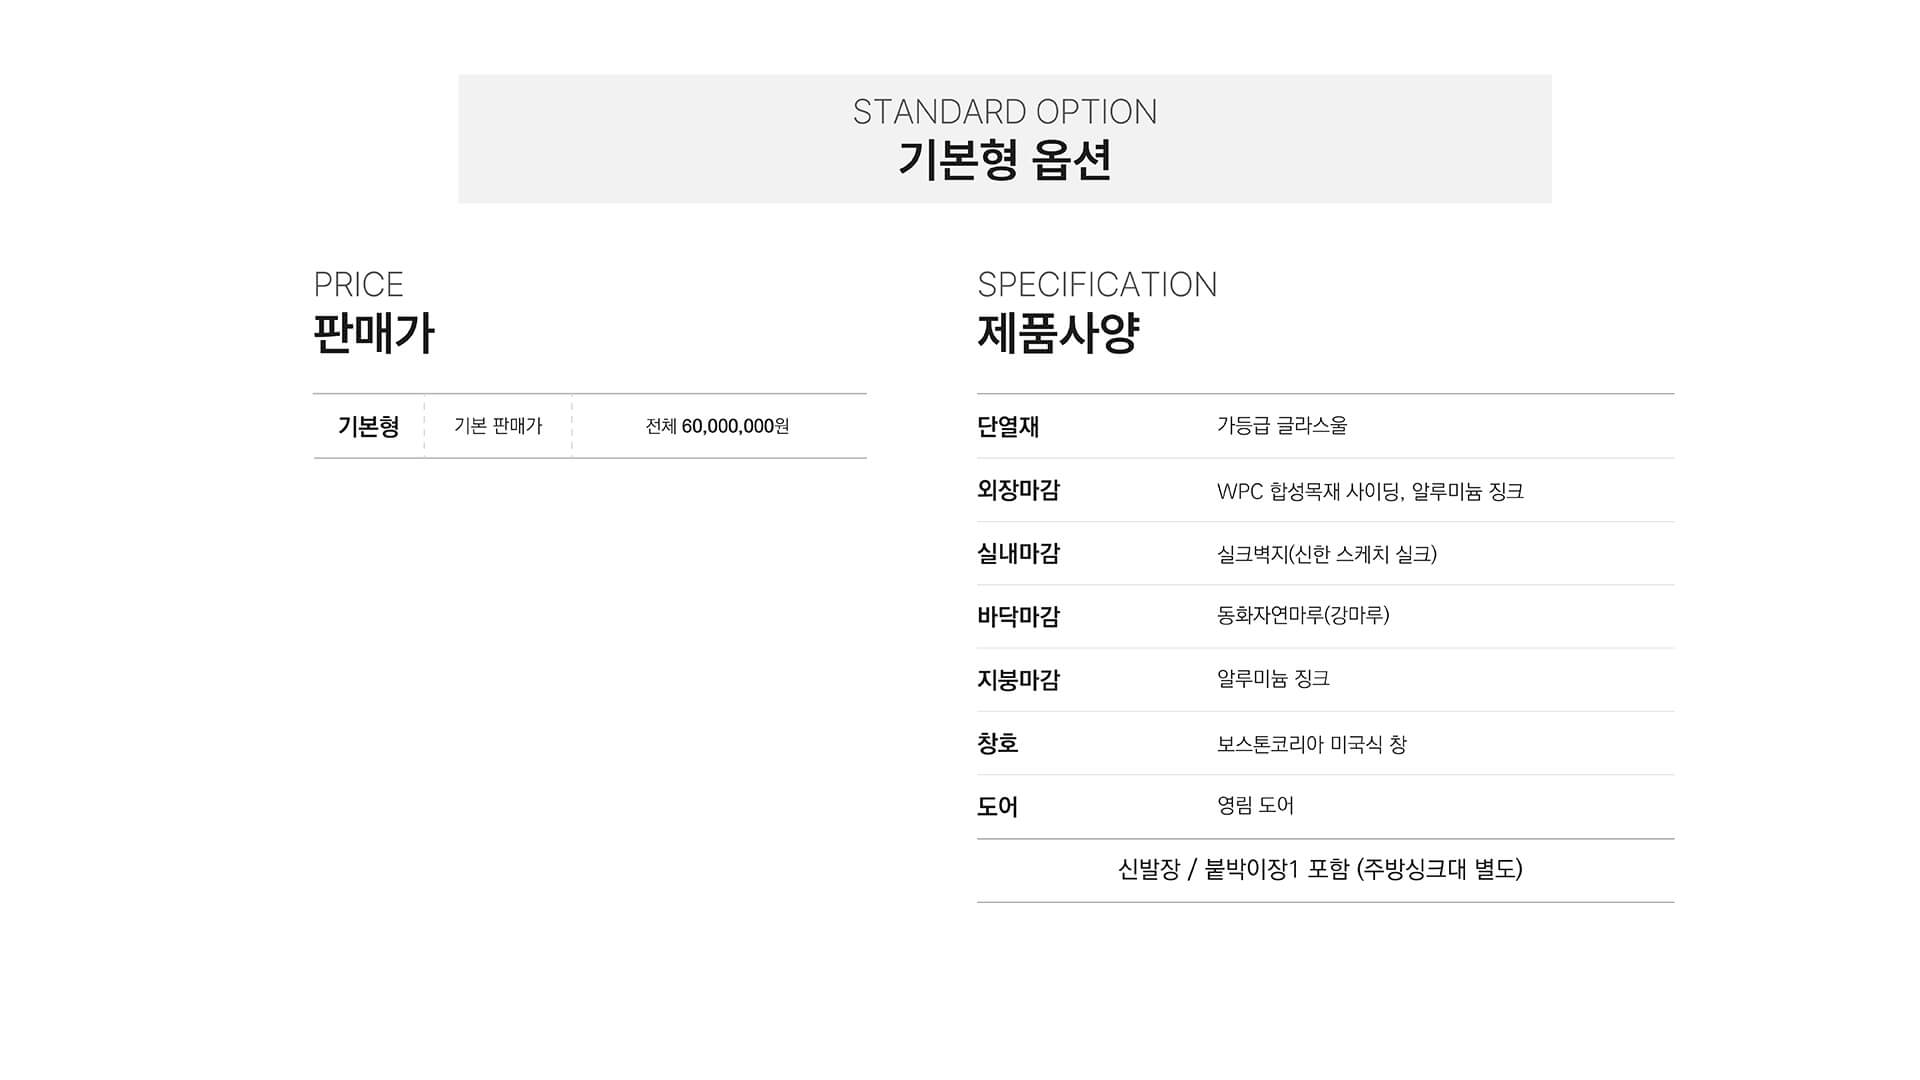 STANDARD OPTION
기본형 옵션
PRICE
판매가
기본형 기본 판매가 전체 60,000,000원
SPECIFICATION
제품사양
단열재 가등급 글라스울
외장마감 WPC 합성목재 사이딩, 알루미늄 징크
실내마감 실크벽지(신한 스케치 실크)
바닥마감 동화자연마루(강마루)
지붕마감 알루미늄 징크
창호 보스톤코리아 미국식 창
도어 영림 도어
신발장 / 붙박이장1 포함 (주방싱크대 별도)